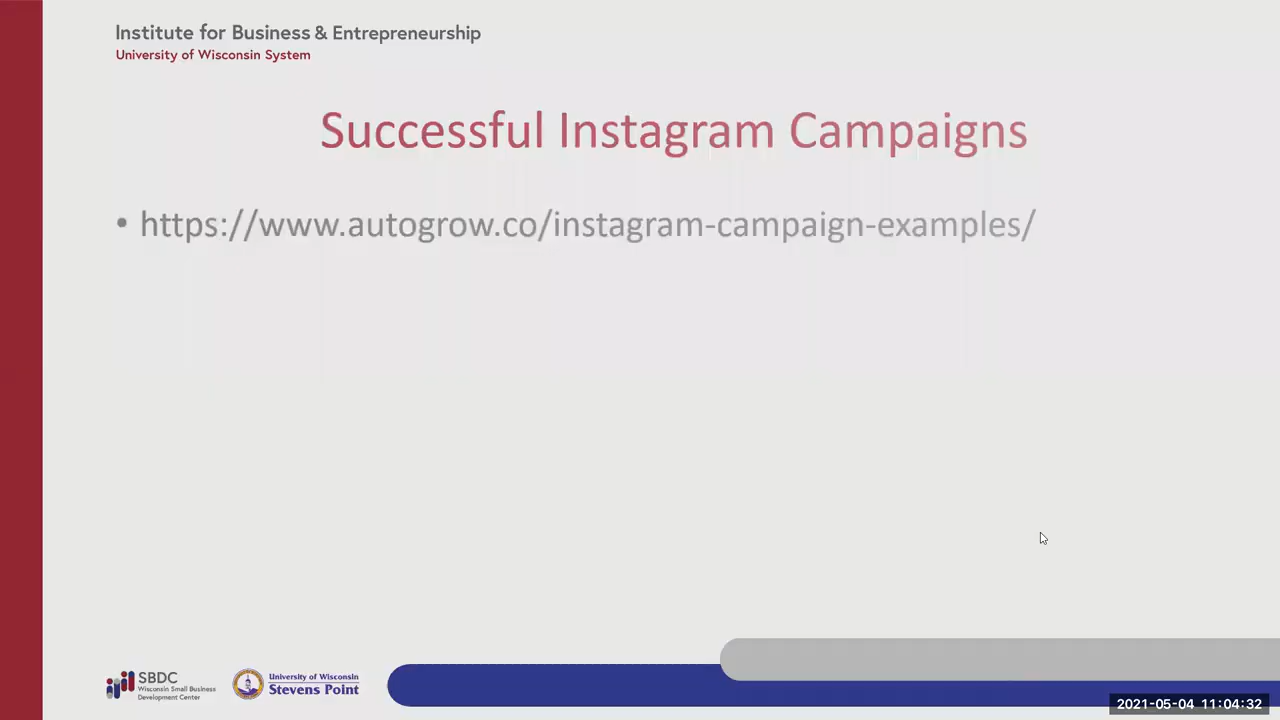 Institute for Business & Entrepreneurship
University of Wisconsin System
Successful Instagram Campaigns
• https://www.autogrow.co/instagram-campaign-examples/
SBDC
Wisconsin Small Business
Development Center
University of Wisconsin
Stevens Point
2021-05-04 11:04:32